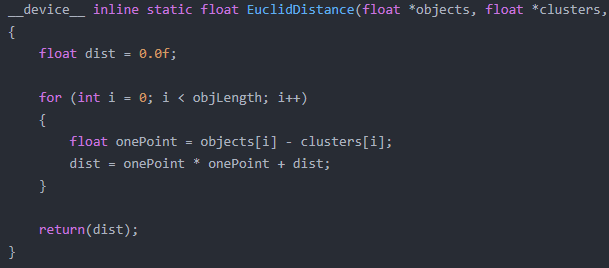 __device__ inline static float EuclidDistance(float *objects, float *clusters,
{
    float dist = 0.0f;

    for (int i = 0; i < objLength; i++)
    {
        float onePoint = objects[i] - clusters[i];
        dist = onePoint * onePoint + dist;
    }

    return(dist);
}